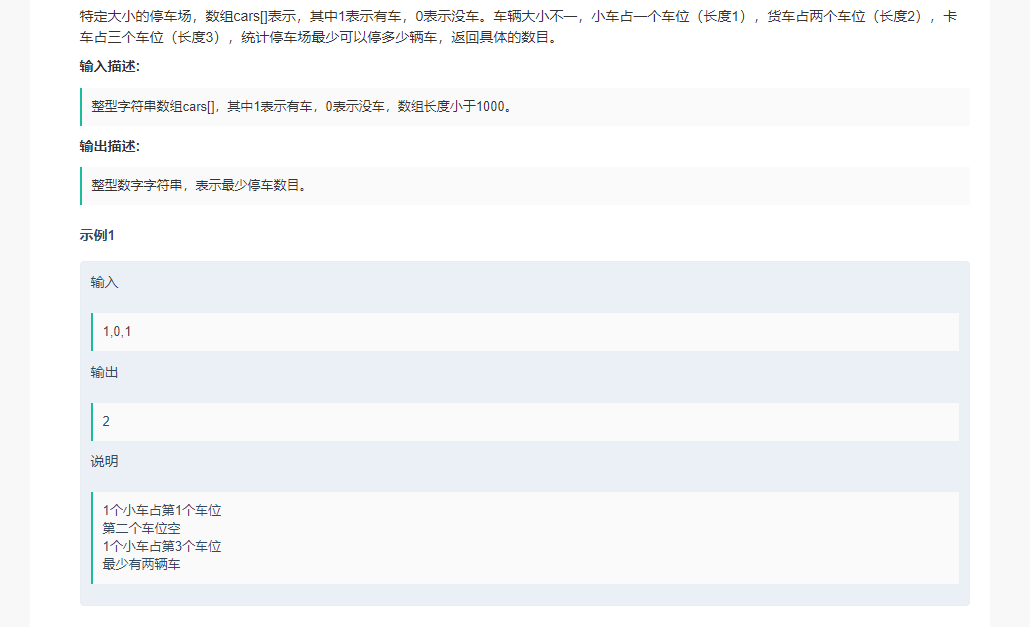 特定大小的停车场，数组cars[]表示，其中1表示有车，0表示没车。车辆大小不一，小车占一个车位（长度1），货车占两个车位（长度2），卡
车占三个车位（长度3），统计停车场最少可以停多少辆车，返回具体的数目。
输入描述:
整型字符串数组cars[]，其中1表示有车，0表示没车，数组长度小于1000。
输出描述:
整型数字字符串，表示最少停车数目。
示例1
输入
1,0,1
输出
2
说明
1个小车占第1个车位
第二个车位空
1个小车占第3个车位
最少有两辆车